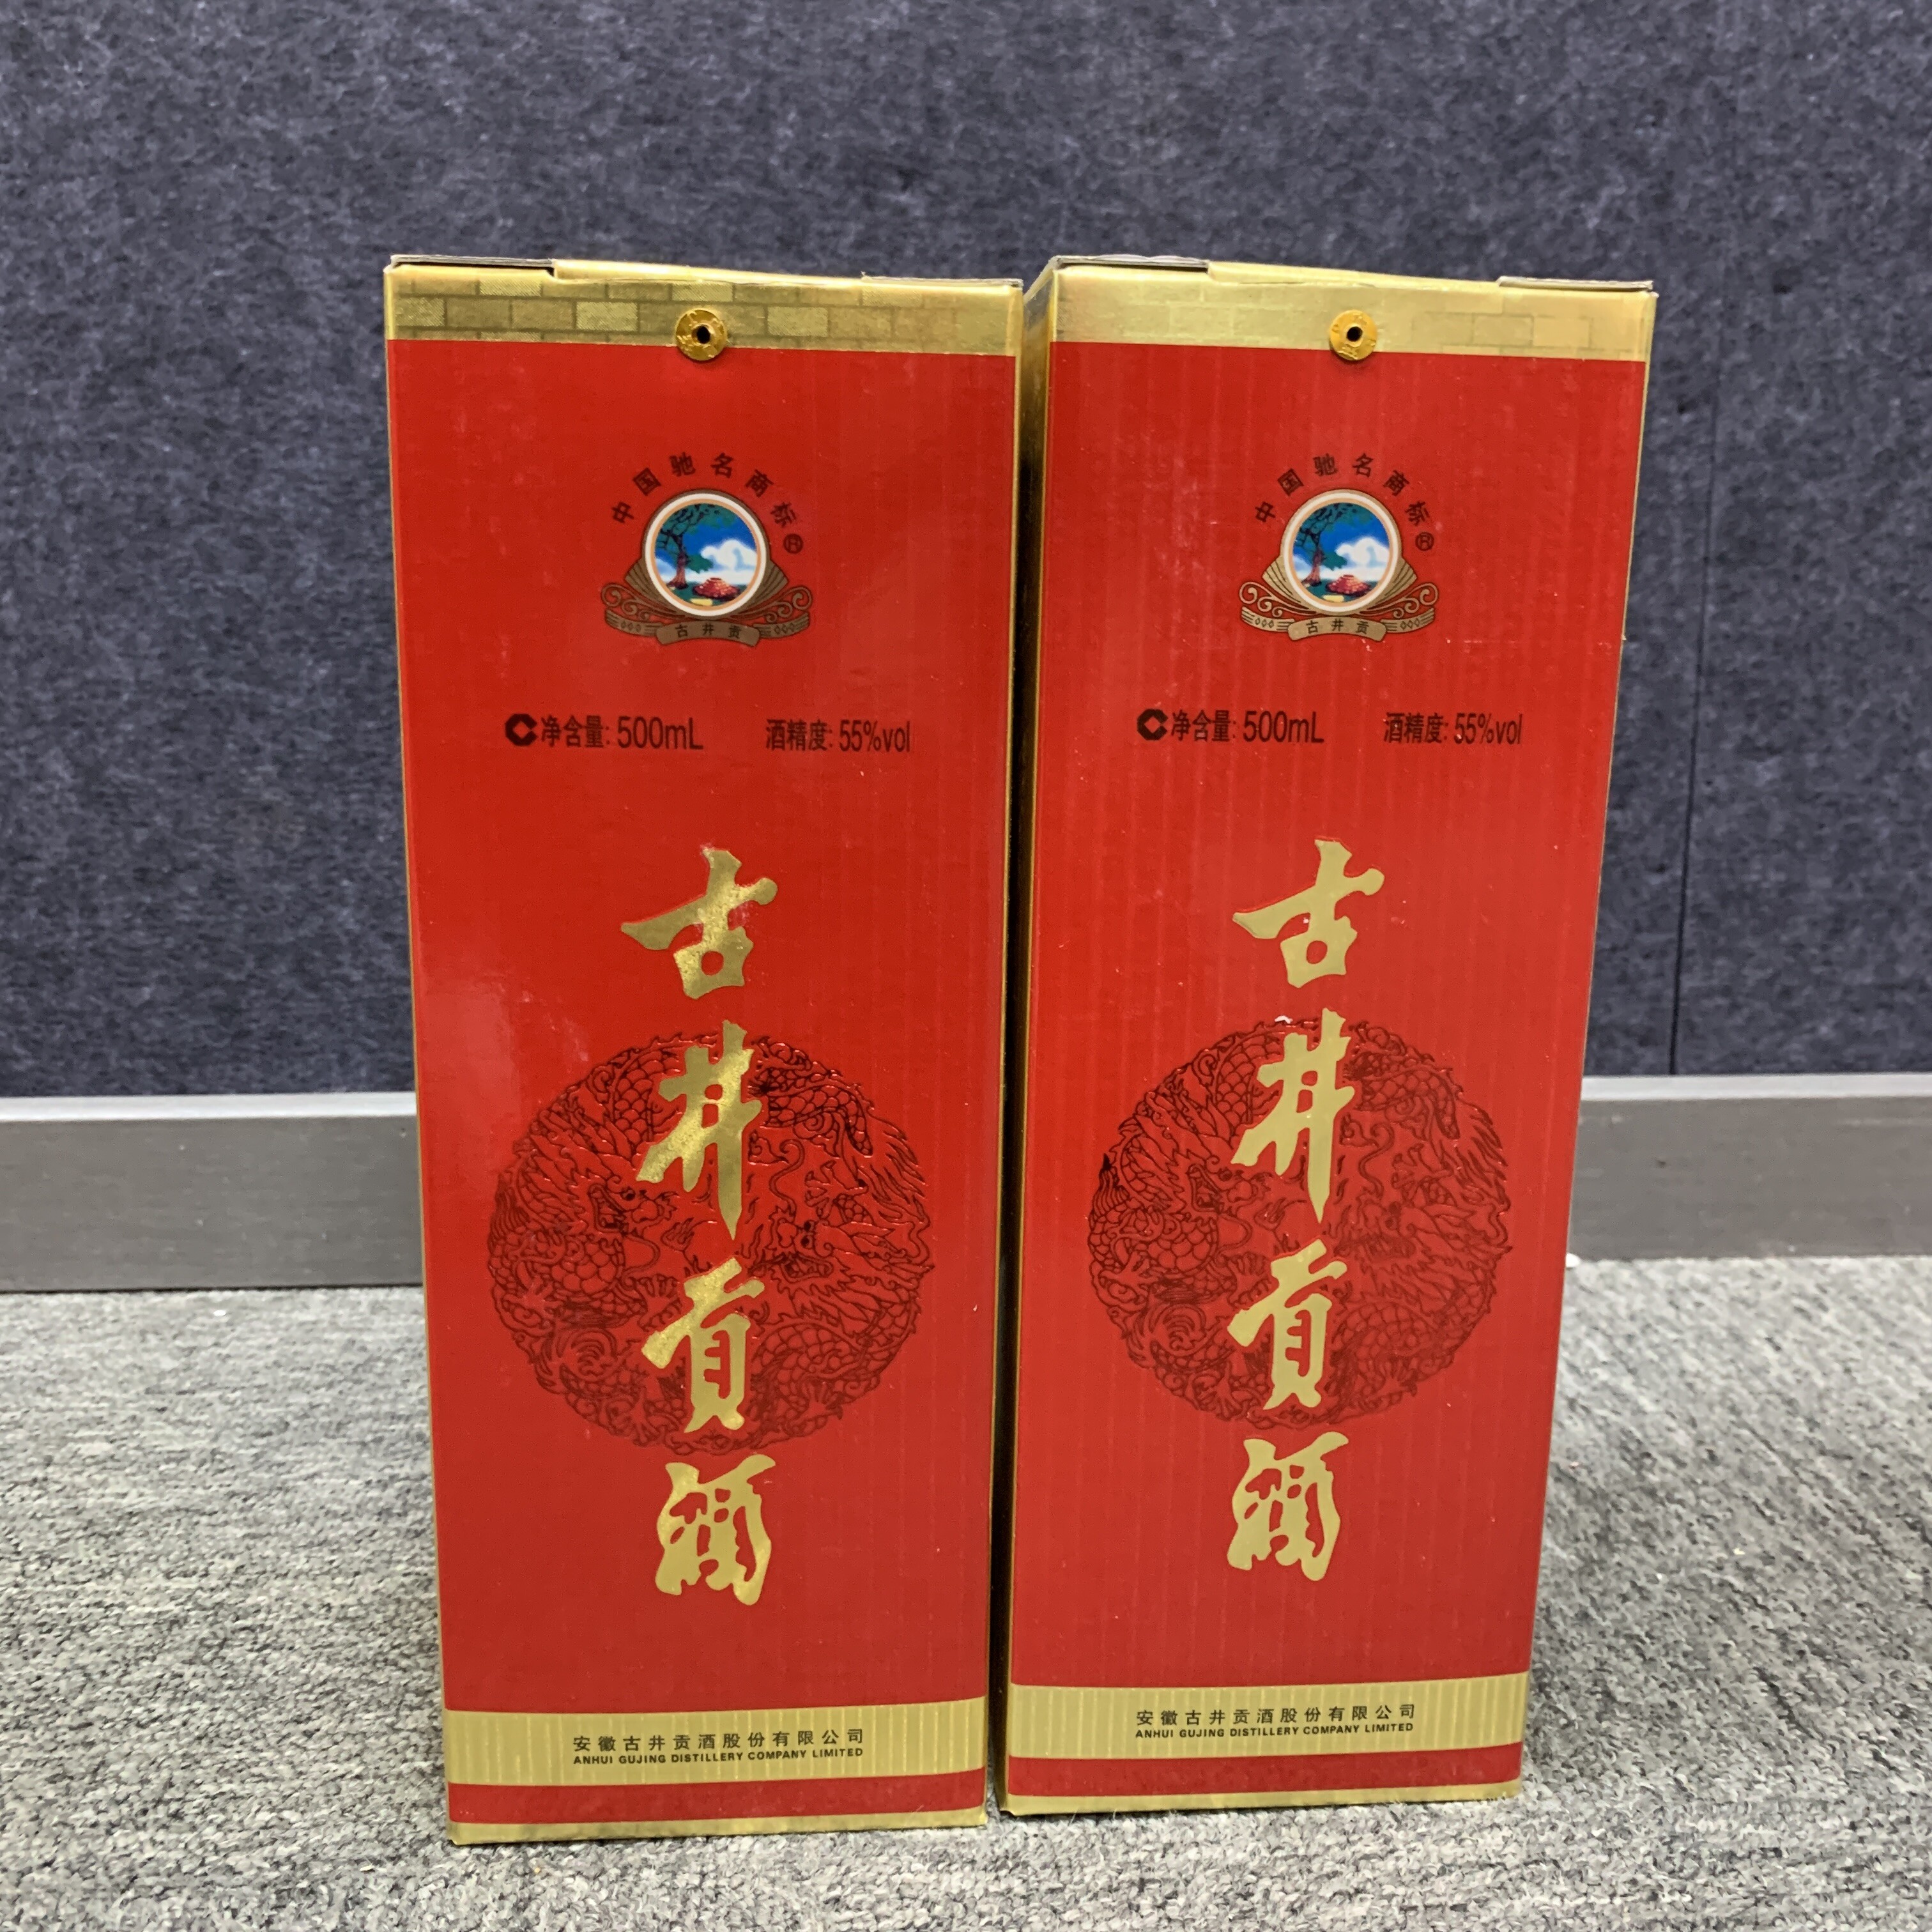 中国驰名商标®
古井贡
净含量: 500mL 酒精度: 55%vol
古井贡酒
安徽古井贡酒股份有限公司
ANHUI GUJING DISTILLERY COMPANY LIMITED
中国驰名商标®
古井贡
净含量: 500mL 酒精度: 55%vol
古井贡酒
安徽古井贡酒股份有限公司
ANHUI GUJING DISTILLERY COMPANY LIMITED